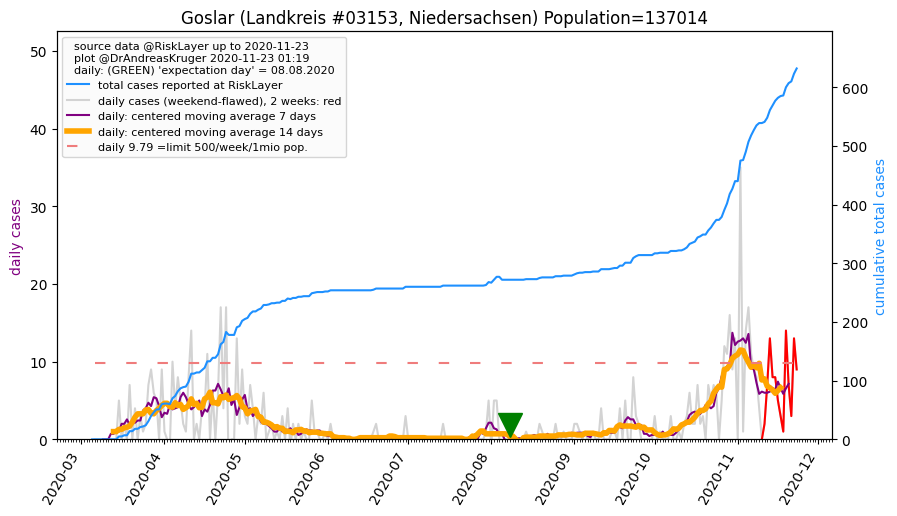 Goslar (Landkreis #03153, Niedersachsen) Population=137014
source data @RiskLayer up to 2020-11-23
plot @DrAndreasKruger 2020-11-23 01:19
daily: (GREEN) 'expectation day' = 08.08.2020
total cases reported at RiskLayer
daily cases (weekend-flawed), 2 weeks: red
daily: centered moving average 7 days
daily: centered moving average 14 days
daily 9.79 =limit 500/week/1mio pop.
daily cases
50
40
30
20
10
0
cumulative total cases
600
500
400
300
200
100
0
2020-03
2020-04
2020-05
2020-06
2020-07
2020-08
2020-09
2020-10
2020-11
2020-12